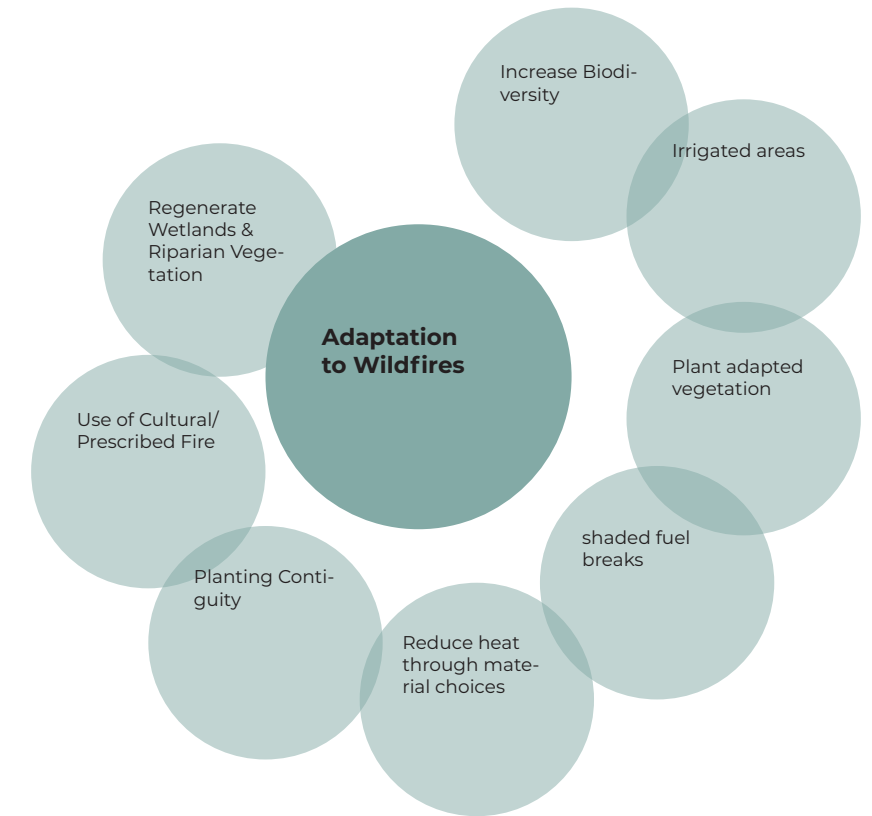 Increase Biodi-
versity
Irrigated areas
Regenerate
Wetlands &
Riparian Vege-
tation
Adaptation
to Wildfires
Plant adapted
vegetation
Use of Cultural/
Prescribed Fire
shaded fuel
breaks
Planting Conti-
guity
Reduce heat
through mate-
rial choices